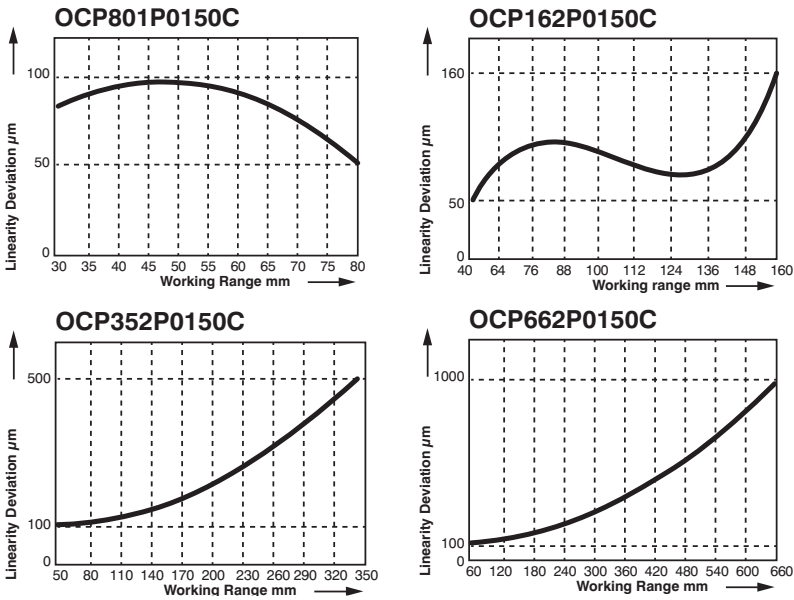 OCP801P0150C
Linearity Deviation µm
100
50
0
30 35 40 45 50 55 60 65 70 75 80
Working Range mm
OCP162P0150C
Linearity Deviation µm
160
50
0
40 64 76 88 100 112 124 136 148 160
Working range mm
OCP352P0150C
Linearity Deviation µm
500
100
0
50 80 110 140 170 200 230 260 290 320 350
Working Range mm
OCP662P0150C
Linearity Deviation µm
1000
100
0
60 120 180 240 300 360 420 480 540 600 660
Working Range mm